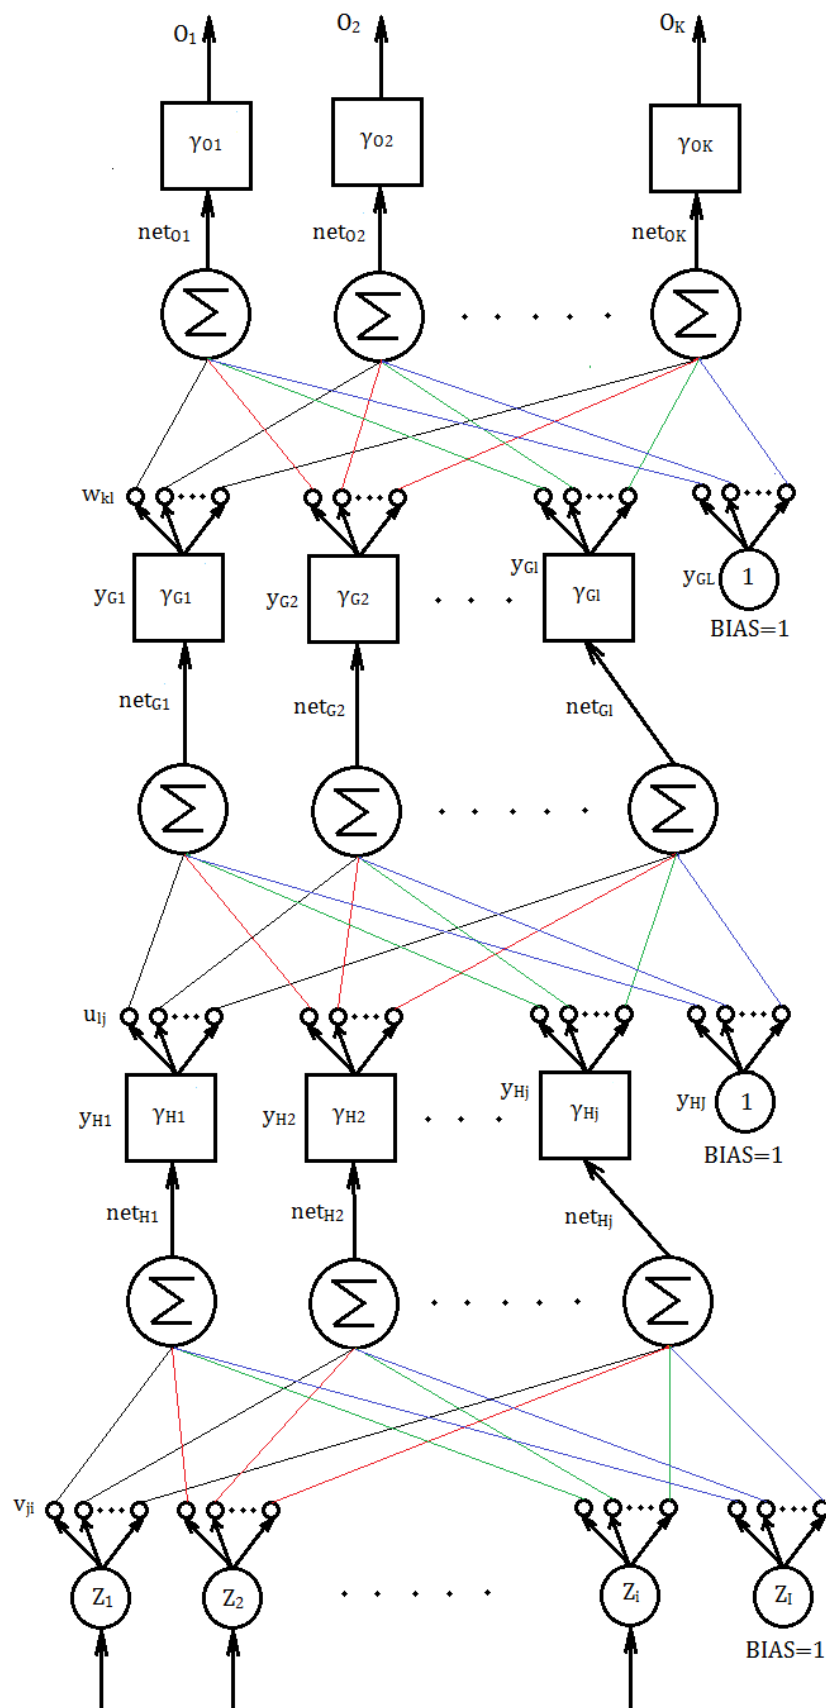 O1 O2 OK
γO1 γO2 γOK
netO1 netO2 netOK
∑ ∑ . . . . . ∑
wkl
yG1 γG1 yG2 γG2 . . . yGl γGl yGL 1
BIAS=1
netG1 netG2 netGl
∑ ∑ . . . . . ∑
ulj
yH1 γH1 yH2 γH2 . . . yHj γHj yHJ 1
BIAS=1
netH1 netH2 netHj
∑ ∑ . . . . . ∑
vji
Z1 Z2 . . . . . Zi ZI
BIAS=1